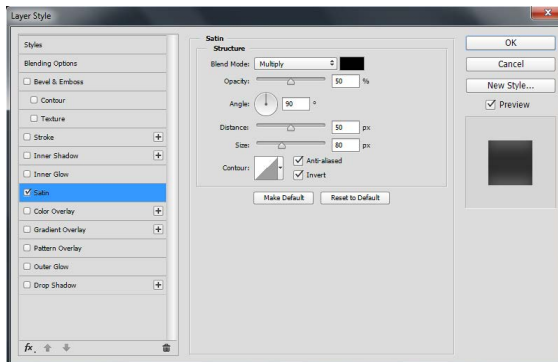 Layer Style
x
Styles
Blending Options
Bevel & Emboss
Contour
Texture
Stroke +
Inner Shadow +
Inner Glow
Satin
Color Overlay +
Gradient Overlay +
Pattern Overlay
Outer Glow
Drop Shadow +
fx.
Satin
Structure
Blend Mode: Multiply
Opacity: 50 %
Angle: 90 °
Distance: 50 px
Size: 80 px
Contour: Anti-aliased
Invert
Make Default Reset to Default
OK
Cancel
New Style...
Preview